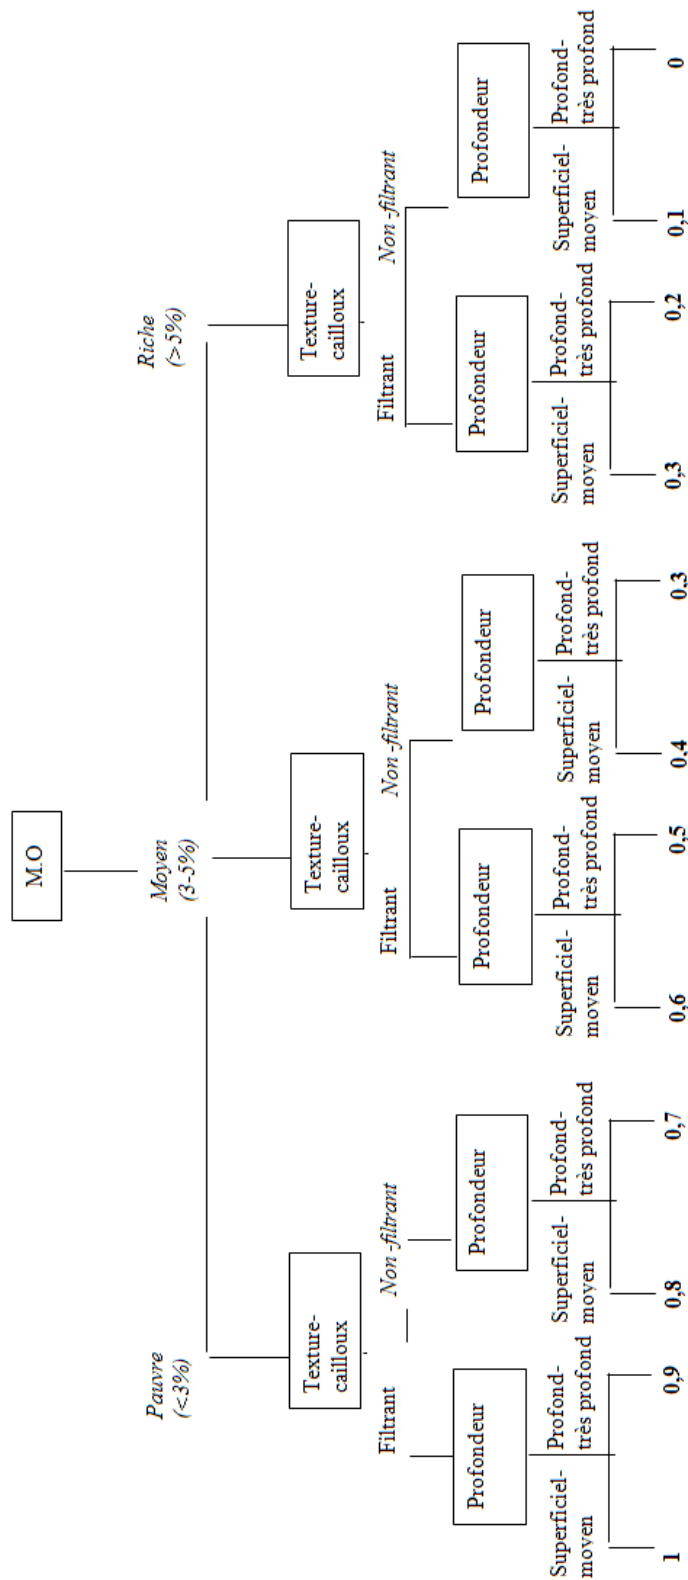 M.O
Pauvre
(<3%)
Moyen
(3-5%)
Riche
(>5%)
Texture-
cailloux
Texture-
cailloux
Texture-
cailloux
Filtrant
Non -filtrant
Filtrant
Non -filtrant
Filtrant
Non -filtrant
Profondeur
Profondeur
Profondeur
Profondeur
Profondeur
Profondeur
Superficiel-
moyen
Profond-
très profond
Superficiel-
moyen
Profond-
très profond
Superficiel-
moyen
Profond-
très profond
Superficiel-
moyen
Profond-
très profond
Superficiel-
moyen
Profond-
très profond
Superficiel-
moyen
Profond-
très profond
1
0,9
0,8
0,7
0,6
0,5
0.4
0.3
0,3
0,2
0,1
0